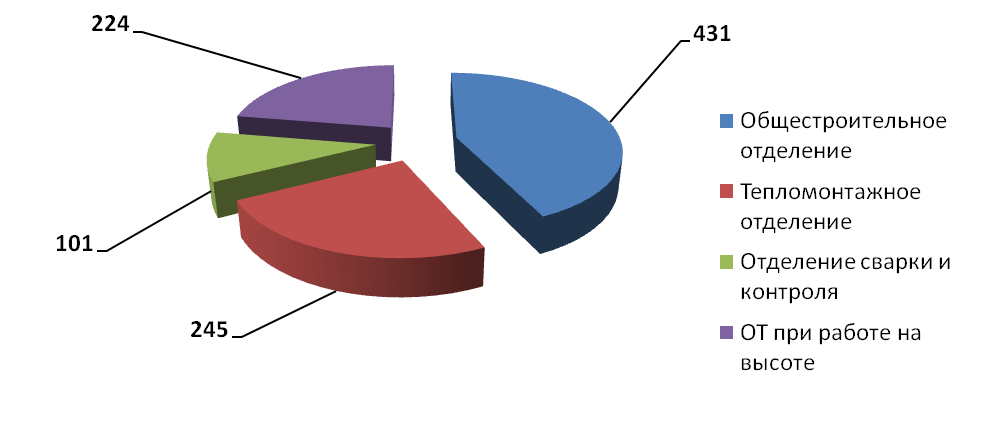 224
431
101
245
Общестроительное
отделение
Тепломонтажное
отделение
Отделение сварки и
контроля
ОТ при работе на
высоте